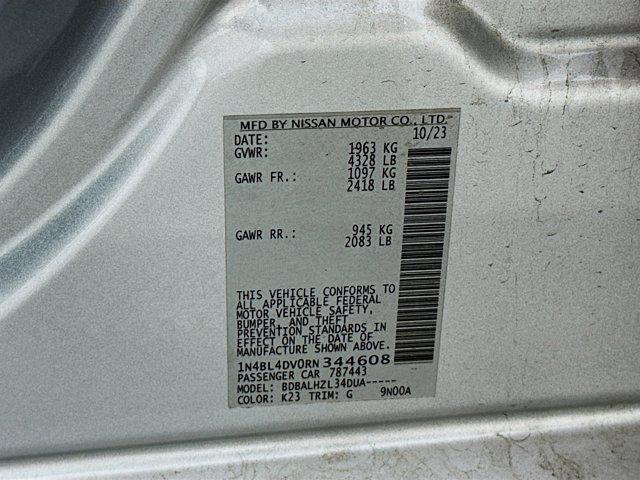 MFD BY NISSAN MOTOR CO., LTD.
DATE: 10/23
GVWR: 1963 KG
4328 LB
GAWR FR.: 1097 KG
2418 LB
GAWR RR.: 945 KG
2083 LB
THIS VEHICLE CONFORMS TO
ALL APPLICABLE FEDERAL
MOTOR VEHICLE SAFETY,
BUMPER, AND THEFT
PREVENTION STANDARDS IN
EFFECT ON THE DATE OF
MANUFACTURE SHOWN ABOVE.
1N4BL4DV0RN344608
PASSENGER CAR 787443
MODEL: BDBALHZL34DUA-----
COLOR: K23 TRIM: G 9N00A